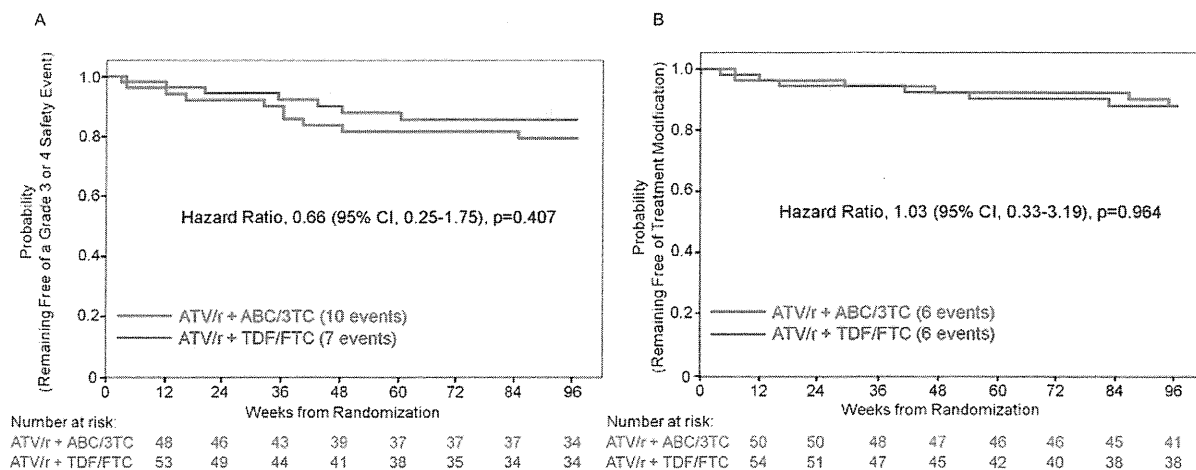 A
Probability
(Remaining Free of a Grade 3 or 4 Safety Event)
1.0
0.8
0.6
0.4
0.2
0
Hazard Ratio, 0.66 (95% CI, 0.25-1.75), p=0.407
ATV/r + ABC/3TC (10 events)
ATV/r + TDF/FTC (7 events)
0 12 24 36 48 60 72 84 96
Weeks from Randomization
Number at risk:
ATV/r + ABC/3TC 48 46 43 39 37 37 37 34
ATV/r + TDF/FTC 53 49 44 41 38 35 34 34
B
Probability
(Remaining Free of Treatment Modification)
1.0
0.8
0.6
0.4
0.2
0
Hazard Ratio, 1.03 (95% CI, 0.33-3.19), p=0.964
ATV/r + ABC/3TC (6 events)
ATV/r + TDF/FTC (6 events)
0 12 24 36 48 60 72 84 96
Weeks from Randomization
Number at risk:
ATV/r + ABC/3TC 50 50 48 47 46 46 45 41
ATV/r + TDF/FTC 54 51 47 45 42 40 38 38